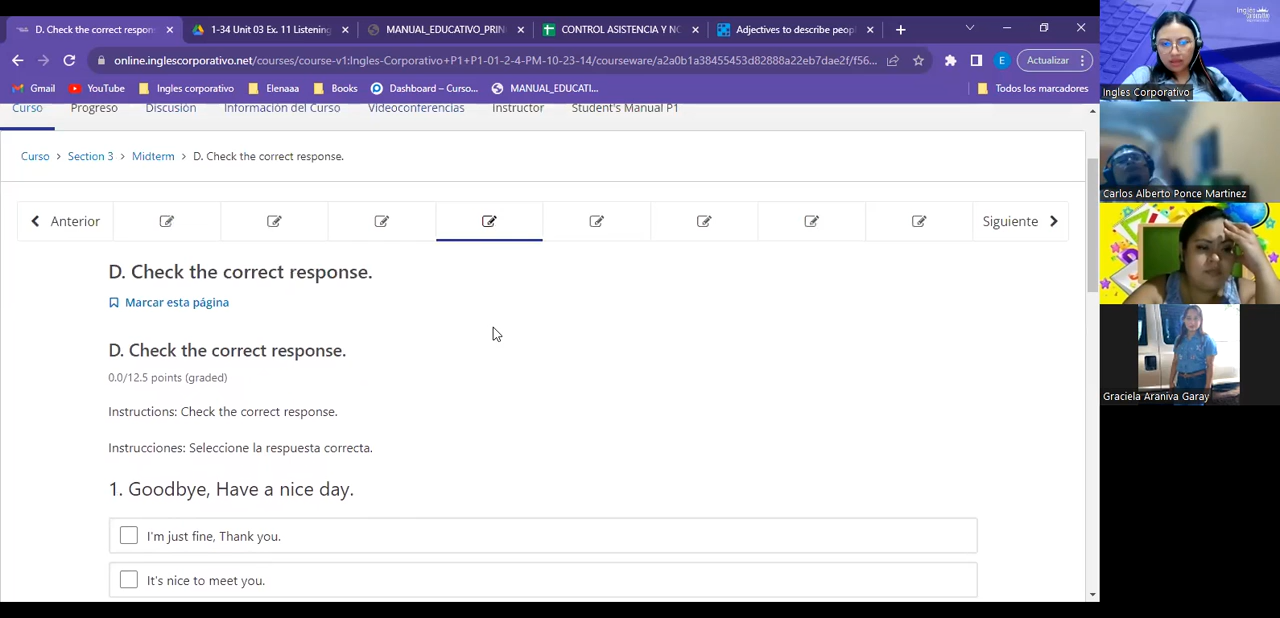 D. Check the correct respon
1-34 Unit 03 Ex. 11 Listening
MANUAL_EDUCATIVO_PRIN
CONTROL ASISTENCIA Y NO
Adjectives to describe peopl
online.inglescorporativo.net/courses/course-v1:Ingles-Corporativo+P1+P1-01-2-4-PM-10-23-14/courseware/a2a0b1a38455453d82888a22eb7dae2f/f56...
E
Actualizar
Gmail
YouTube
Ingles corporativo
Elenaaa
Books
Dashboard – Curso...
MANUAL_EDUCATI...
Todos los marcadores
Curso
Progreso
Discusión
Información del Curso
Videoconferencias
Instructor
Student's Manual P1
Curso > Section 3 > Midterm > D. Check the correct response.
Anterior
Siguiente
D. Check the correct response.
Marcar esta página
D. Check the correct response.
0.0/12.5 points (graded)
Instructions: Check the correct response.
Instrucciones: Seleccione la respuesta correcta.
1. Goodbye, Have a nice day.
I'm just fine, Thank you.
It's nice to meet you.
Ingles Corporativo
Carlos Alberto Ponce Martinez
Graciela Araniva Garay